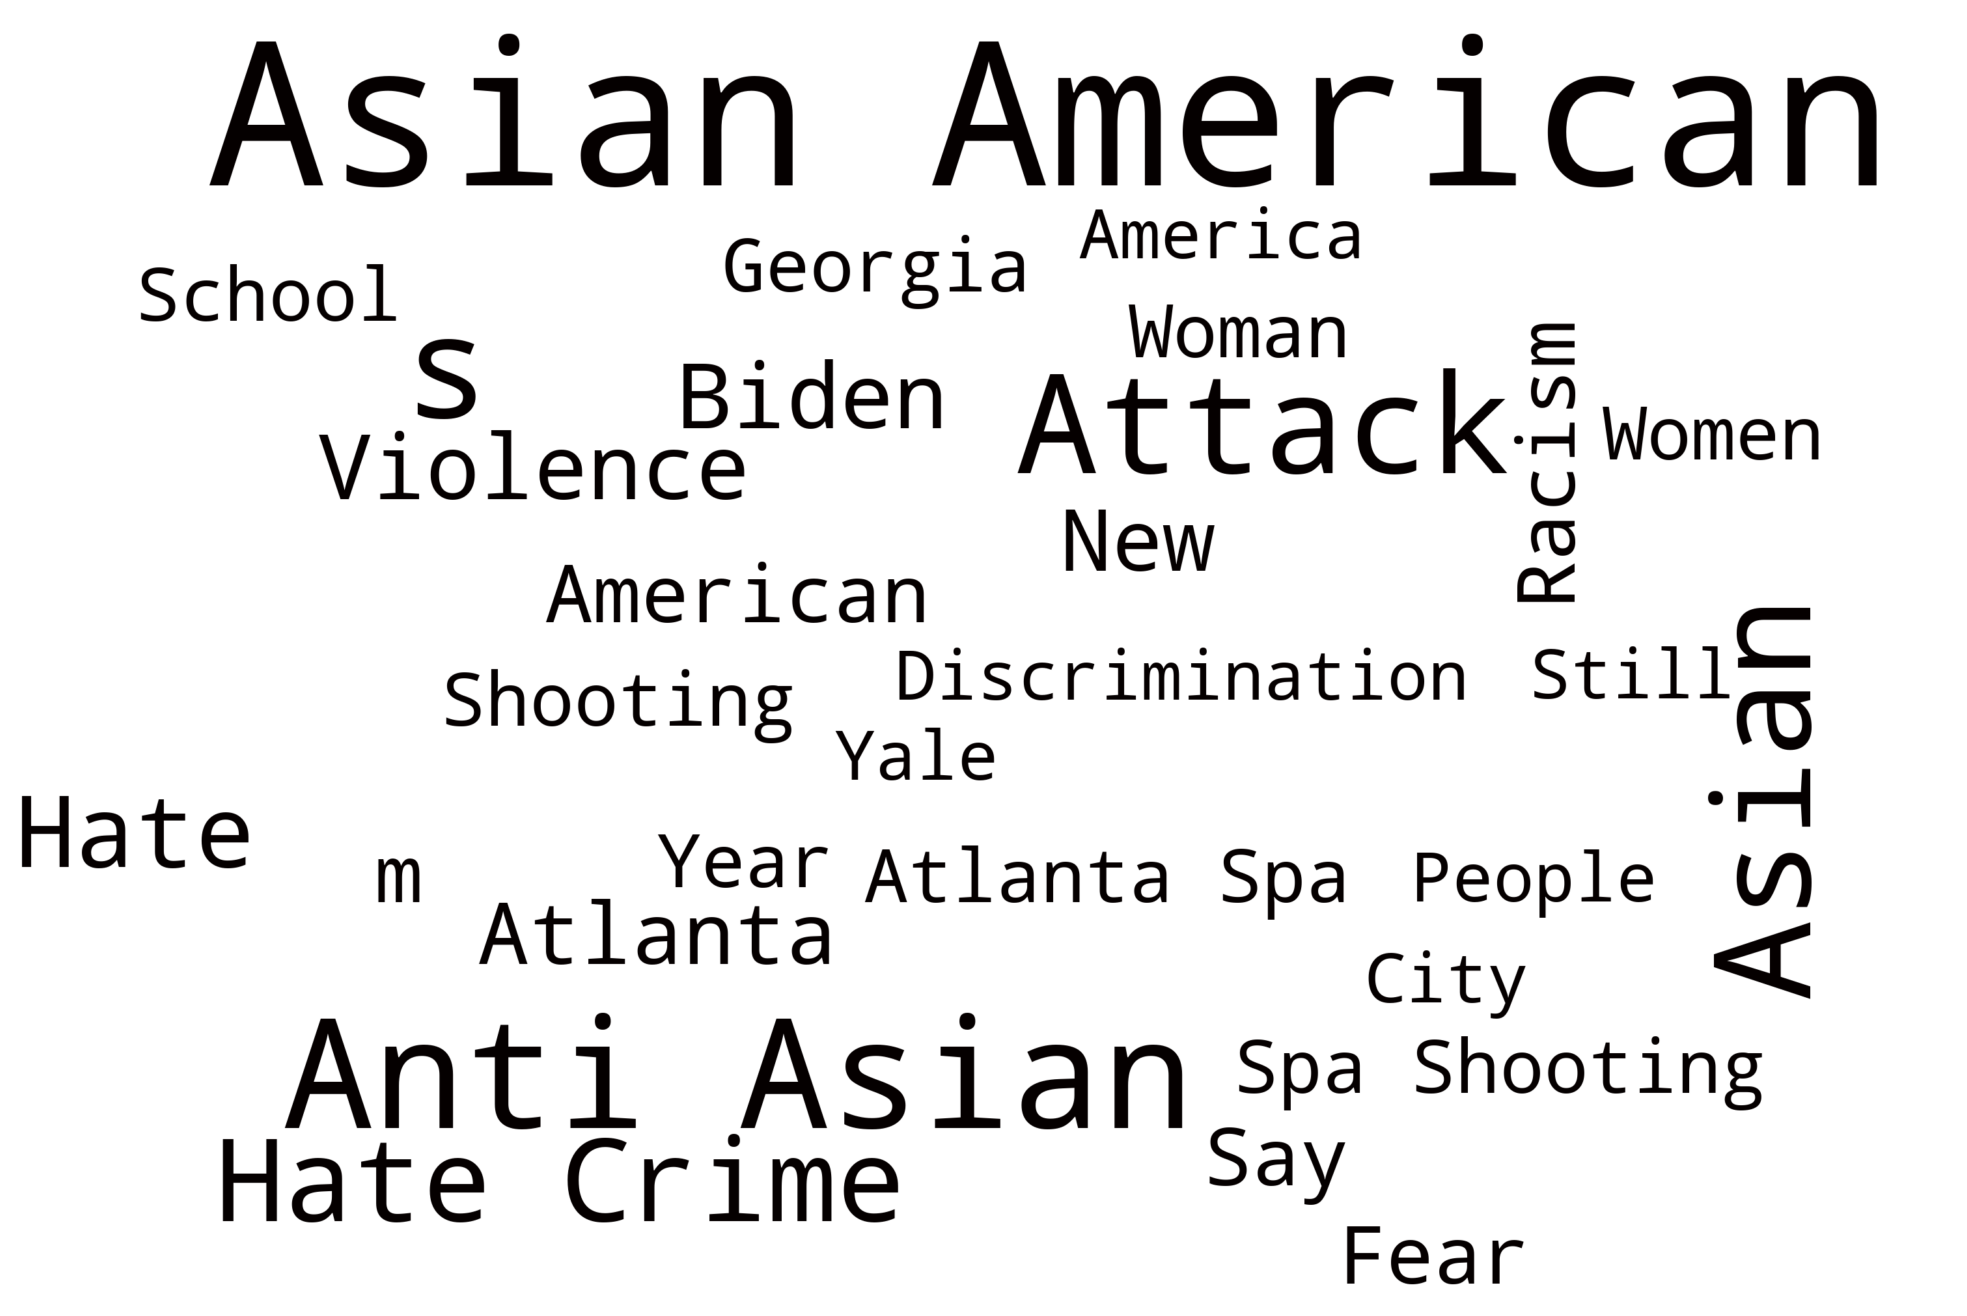 Asian American
America
Georgia
School
Woman
s
Biden
Attack
Racism
Women
Violence
New
American
Discrimination
Still
Asian
Shooting
Yale
Hate
m
Year
Atlanta Spa
People
Atlanta
City
Anti Asian
Spa Shooting
Hate Crime
Say
Fear